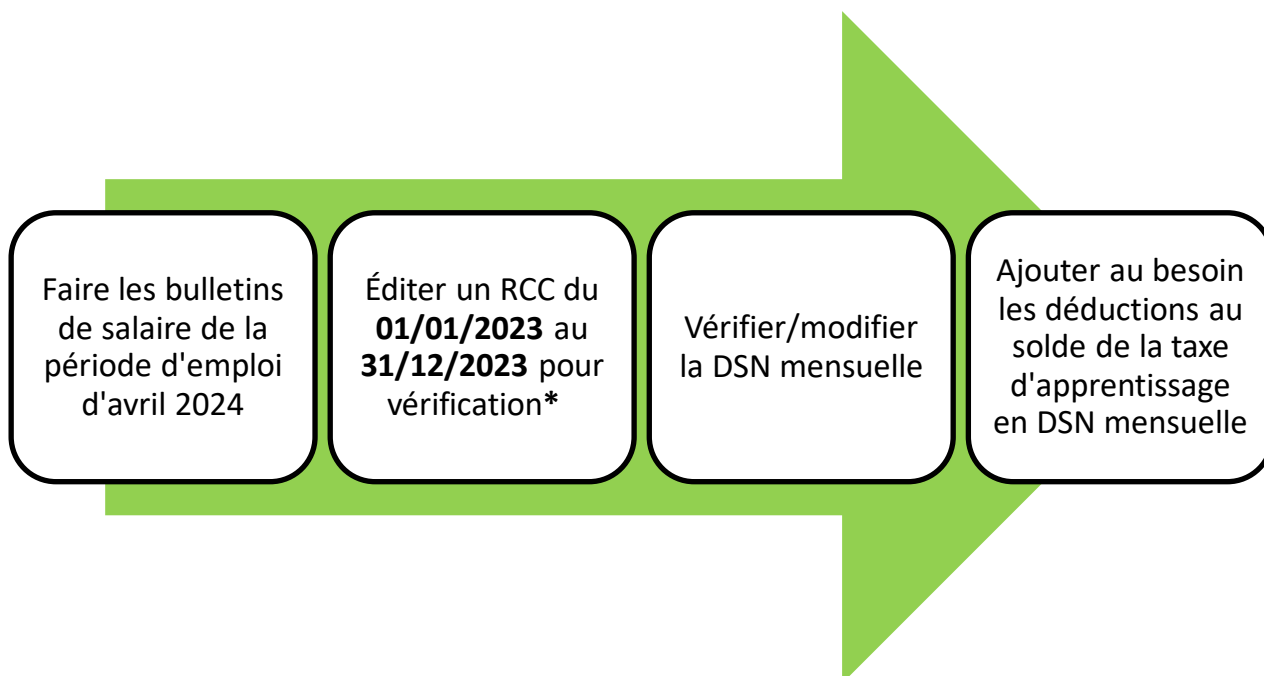 Faire les bulletins
de salaire de la
période d'emploi
d'avril 2024
Éditer un RCC du
01/01/2023 au
31/12/2023 pour
vérification*
Vérifier/modifier
la DSN mensuelle
Ajouter au besoin
les déductions au
solde de la taxe
d'apprentissage
en DSN mensuelle